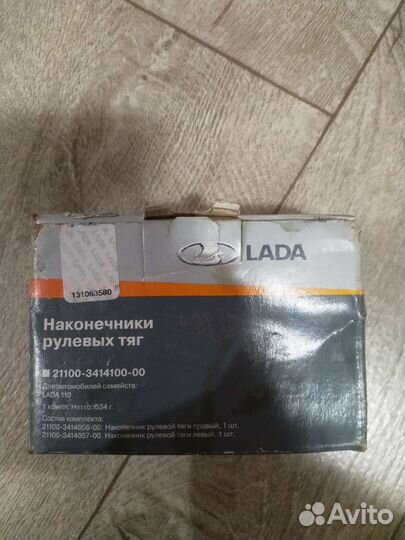 LADA
131063580
Наконечники
рулевых тяг
21100-3414100-00
Для автомобилей семейств:
LADA 110
1 компл. Нетто: 634 г
Состав комплекта:
21100-3414056-00. Наконечник рулевой тяги правый, 1 шт.
21100-3414057-00. Наконечник рулевой тяги левый, 1 шт.
Avito